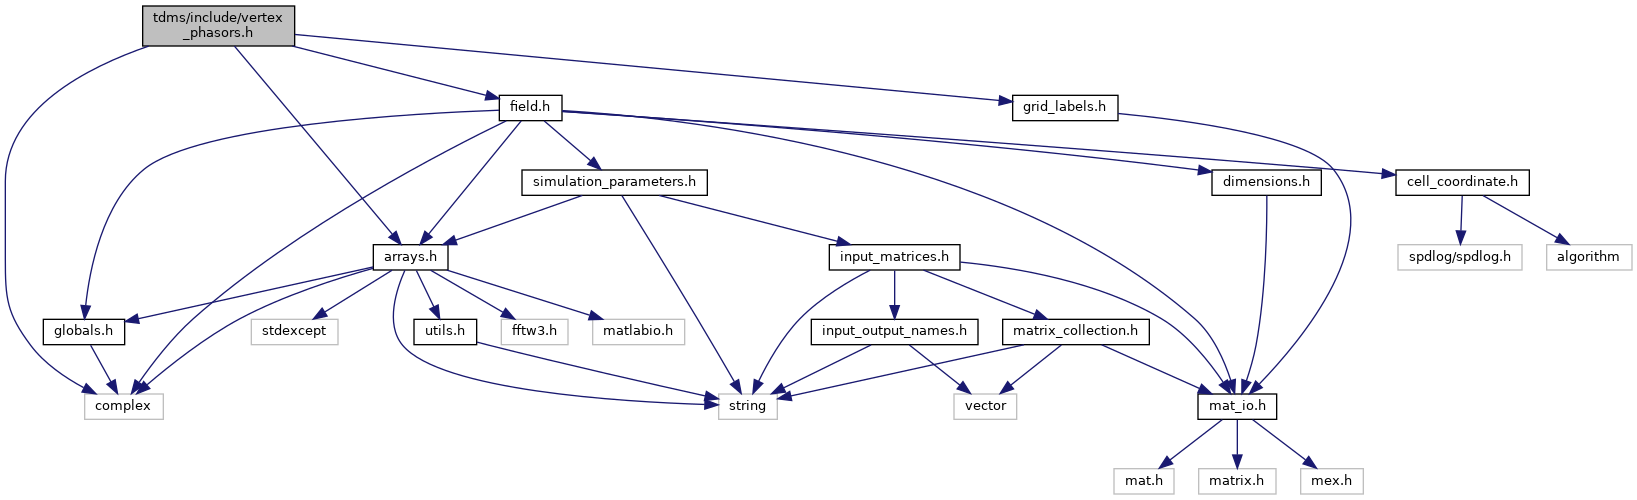 tdms/include/vertex
_phasors.h
field.h
grid_labels.h
simulation_parameters.h
dimensions.h
cell_coordinate.h
arrays.h
input_matrices.h
spdlog/spdlog.h
algorithm
globals.h
stdexcept
utils.h
fftw3.h
matlabio.h
input_output_names.h
matrix_collection.h
complex
string
vector
mat_io.h
mat.h
matrix.h
mex.h